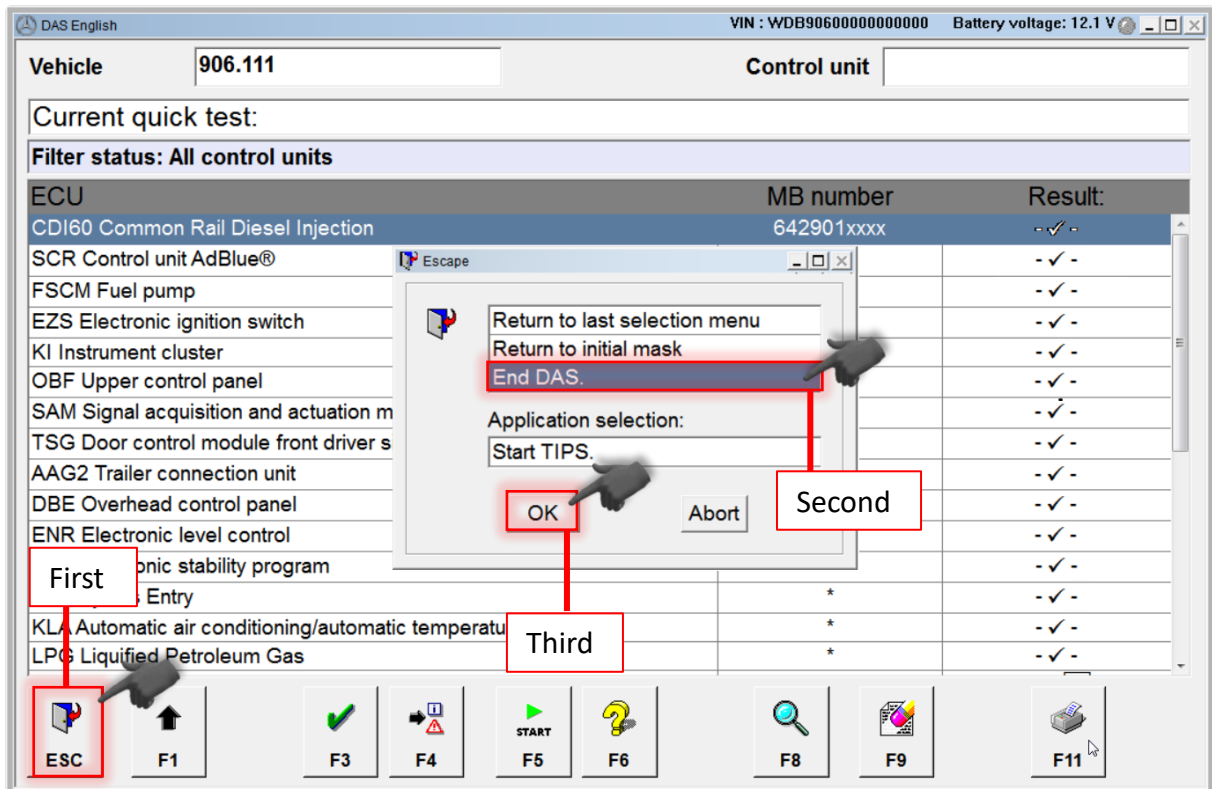 DAS English VIN : WDB90600000000000 Battery voltage: 12.1 V
Vehicle 906.111 Control unit
Current quick test:
Filter status: All control units
ECU MB number Result:
CDI60 Common Rail Diesel Injection 642901xxxx - ✓ -
SCR Control unit AdBlue® - ✓ -
FSCM Fuel pump - ✓ -
EZS Electronic ignition switch - ✓ -
KI Instrument cluster - ✓ -
OBF Upper control panel - ✓ -
SAM Signal acquisition and actuation m - ✓ -
TSG Door control module front driver s - ✓ -
AAG2 Trailer connection unit - ✓ -
DBE Overhead control panel - ✓ -
ENR Electronic level control - ✓ -
onic stability program - ✓ -
Entry * - ✓ -
KLA Automatic air conditioning/automatic temperatu * - ✓ -
LPG Liquified Petroleum Gas * - ✓ -
Escape
Return to last selection menu
Return to initial mask
End DAS.
Application selection:
Start TIPS.
OK Abort
First
Second
Third
START
ESC F1 F3 F4 F5 F6 F8 F9 F11